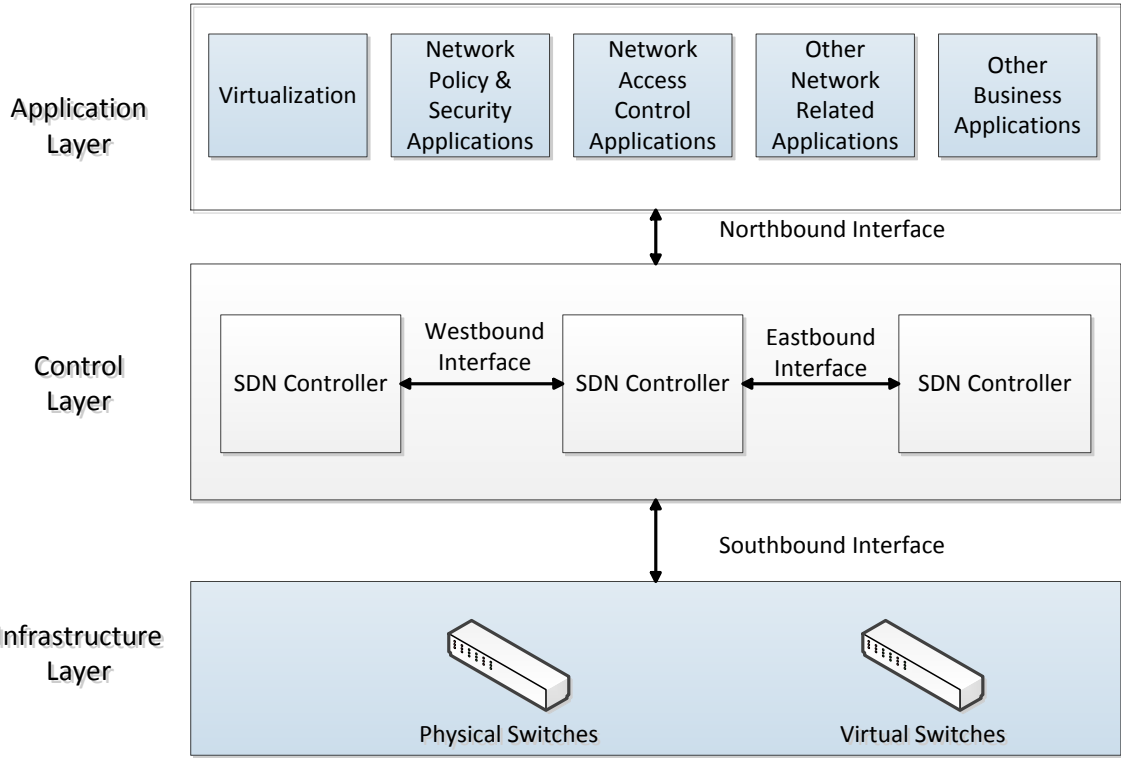 Application
Layer
Virtualization
Network
Policy &
Security
Applications
Network
Access
Control
Applications
Other
Network
Related
Applications
Other
Business
Applications
Northbound Interface
Control
Layer
SDN Controller
Westbound
Interface
SDN Controller
Eastbound
Interface
SDN Controller
Southbound Interface
Infrastructure
Layer
Physical Switches
Virtual Switches